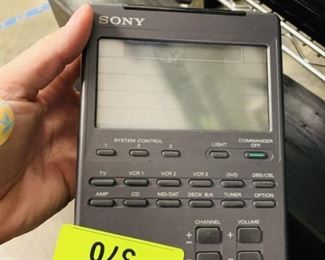 SONY
SYSTEM CONTROL
1 2 3 LIGHT COMMANDER OFF
TV VCR 1 VCR 2 VCR 3 DVD DBS/CBL
AMP CD MD/DAT DECK B/A TUNER OPTION
CHANNEL VOLUME
+ +
370